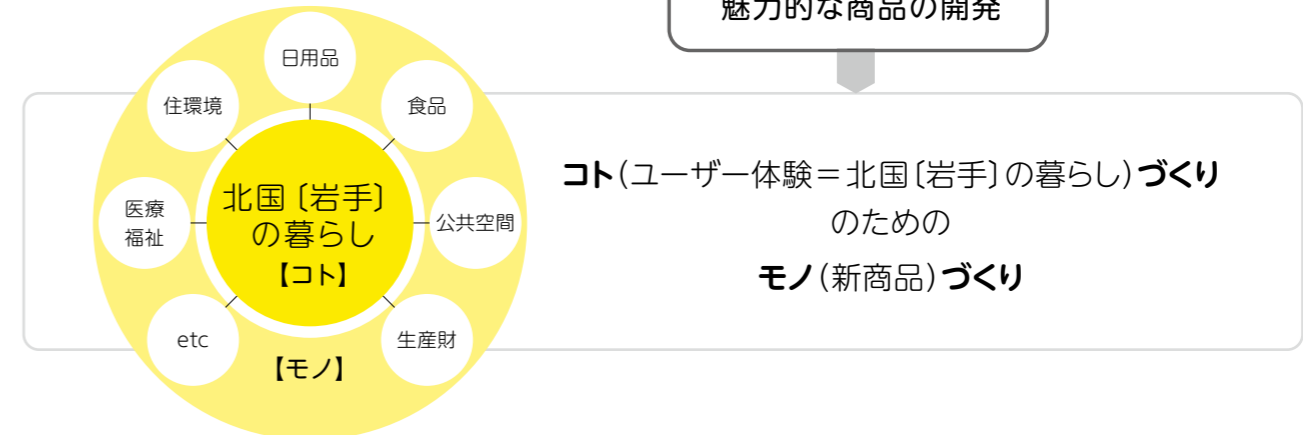 魅力的な商品の開発
日用品
住環境
食品
北国〔岩手〕
の暮らし
【コト】
医療
福祉
公共空間
etc
生産財
【モノ】
コト(ユーザー体験=北国〔岩手〕の暮らし)づくり
のための
モノ(新商品)づくり